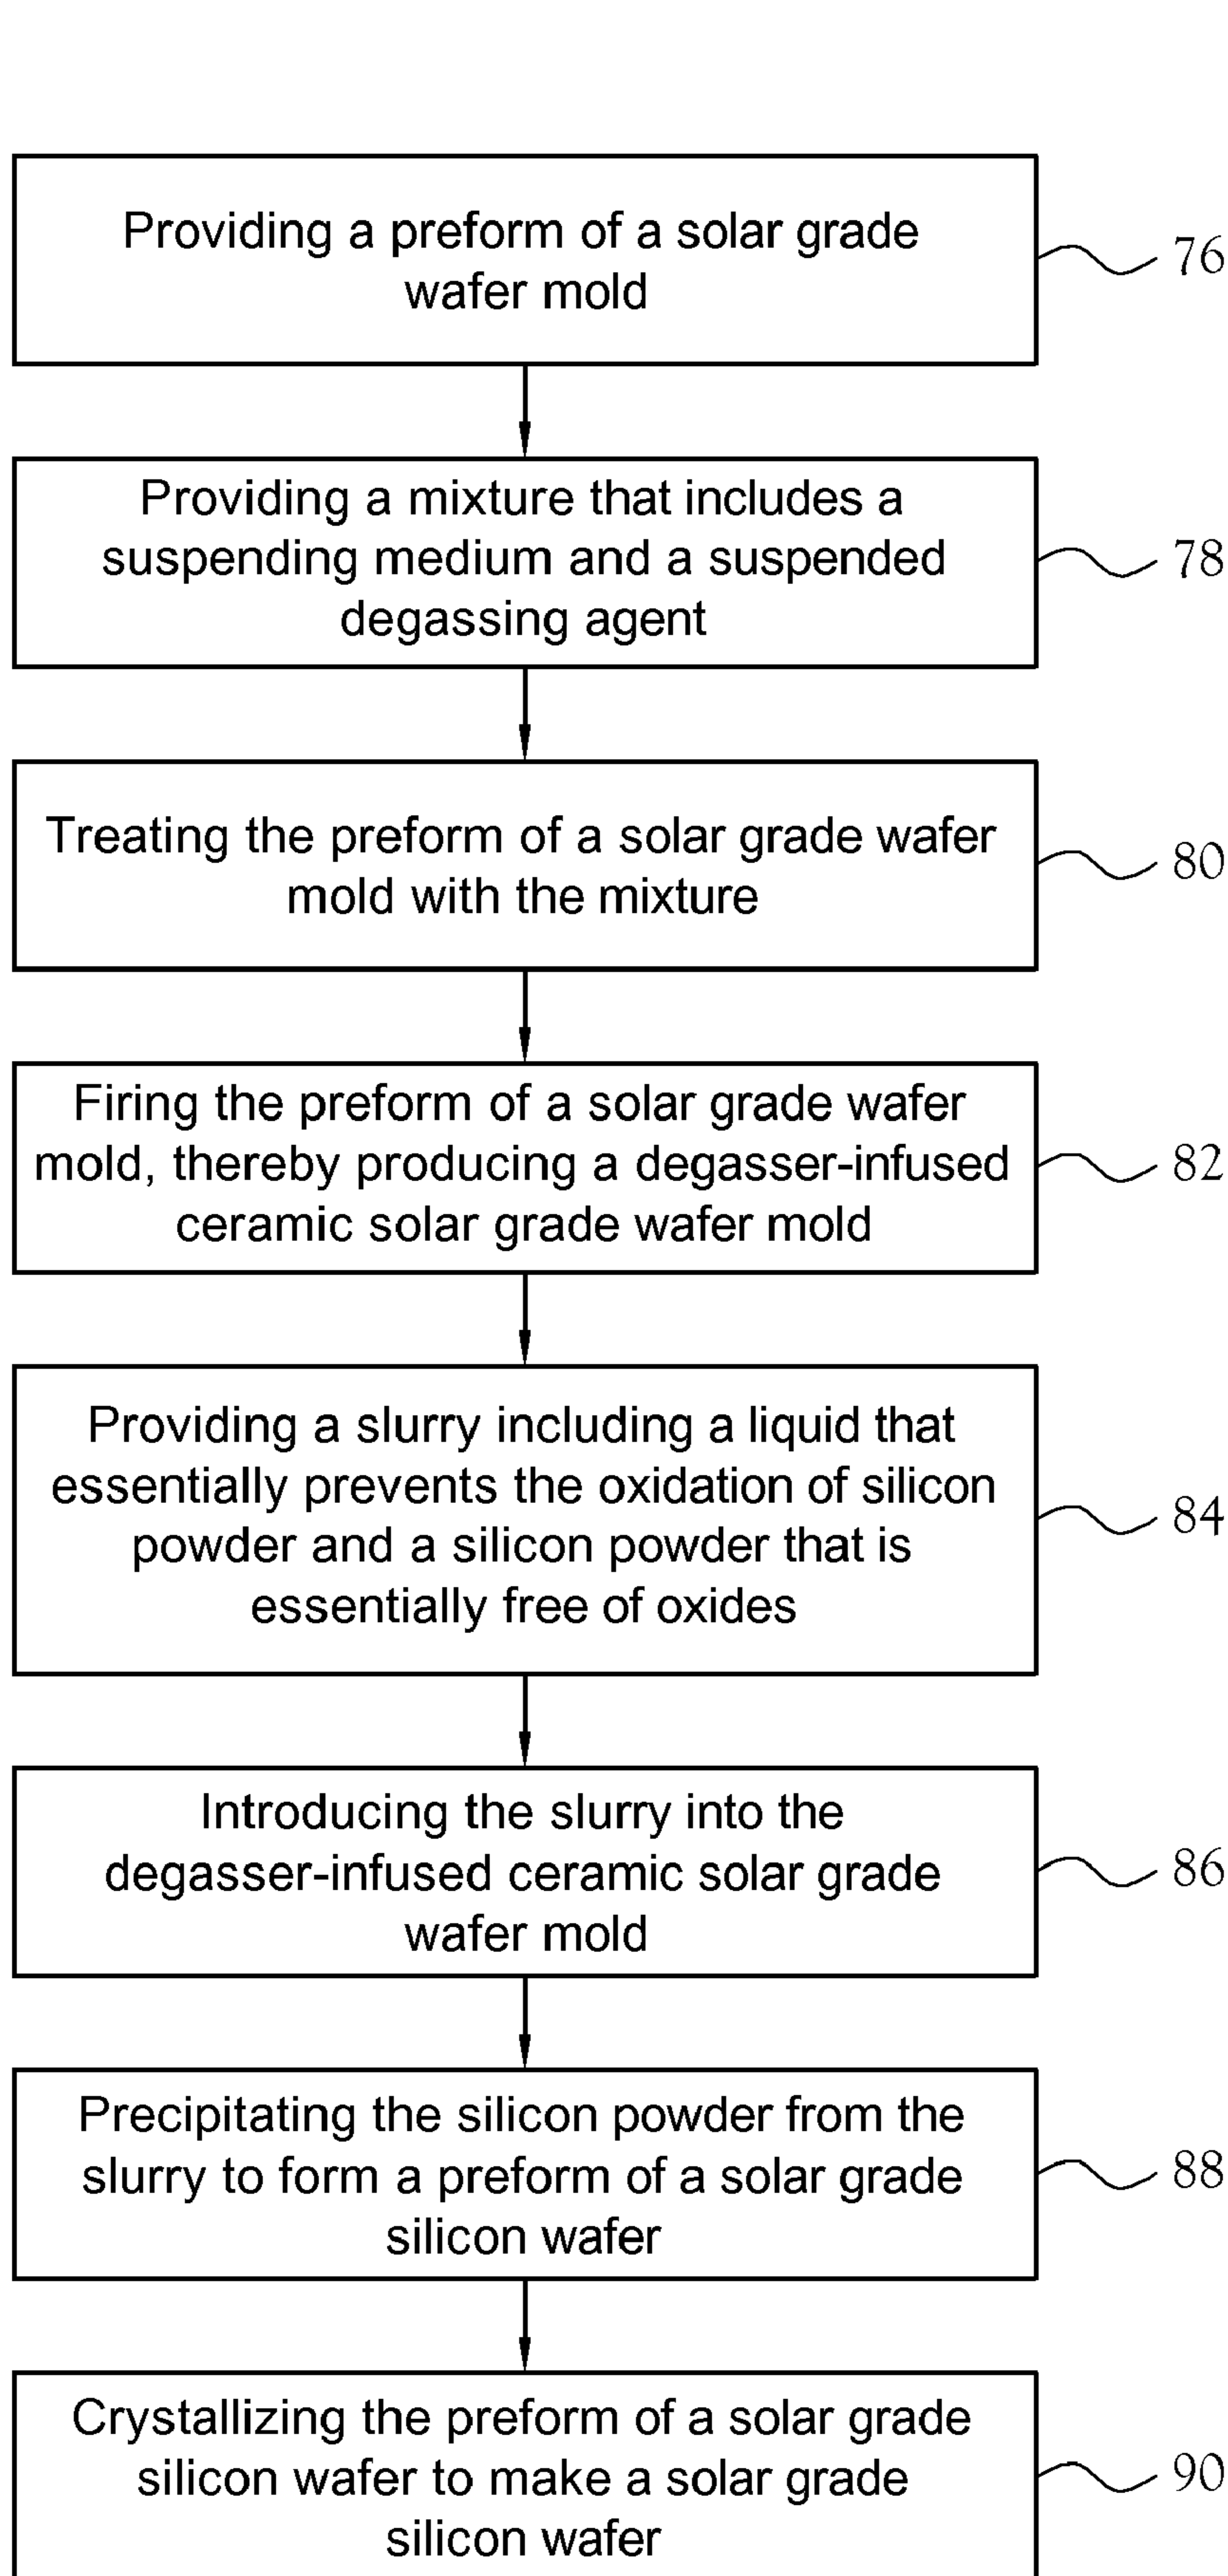 Providing a preform of a solar grade
wafer mold
76
Providing a mixture that includes a
suspending medium and a suspended
degassing agent
78
Treating the preform of a solar grade wafer
mold with the mixture
80
Firing the preform of a solar grade wafer
mold, thereby producing a degasser-infused
ceramic solar grade wafer mold
82
Providing a slurry including a liquid that
essentially prevents the oxidation of silicon
powder and a silicon powder that is
essentially free of oxides
84
Introducing the slurry into the
degasser-infused ceramic solar grade
wafer mold
86
Precipitating the silicon powder from the
slurry to form a preform of a solar grade
silicon wafer
88
Crystallizing the preform of a solar grade
silicon wafer to make a solar grade
silicon wafer
90